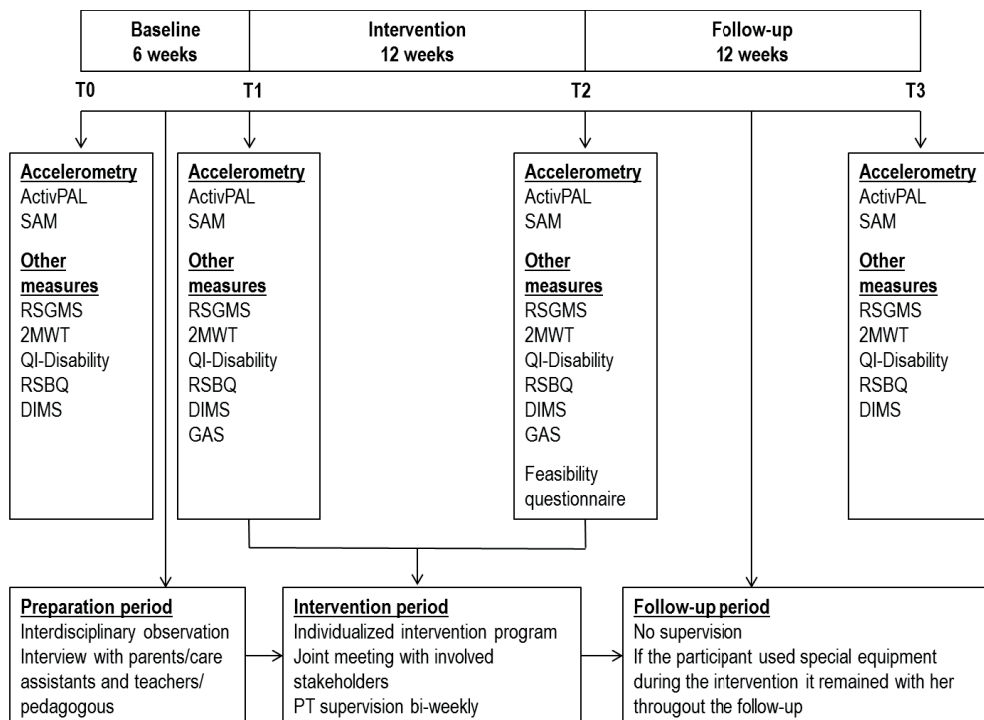 Baseline
6 weeks
Intervention
12 weeks
Follow-up
12 weeks
T0
T1
T2
T3
Accelerometry
ActivPAL
SAM
Other
measures
RSGMS
2MWT
QI-Disability
RSBQ
DIMS
Accelerometry
ActivPAL
SAM
Other
measures
RSGMS
2MWT
QI-Disability
RSBQ
DIMS
GAS
Accelerometry
ActivPAL
SAM
Other
measures
RSGMS
2MWT
QI-Disability
RSBQ
DIMS
GAS
Feasibility
questionnaire
Accelerometry
ActivPAL
SAM
Other
measures
RSGMS
2MWT
QI-Disability
RSBQ
DIMS
Preparation period
Interdisciplinary observation
Interview with parents/care
assistants and teachers/
pedagogous
Intervention period
Individualized intervention program
Joint meeting with involved
stakeholders
PT supervision bi-weekly
Follow-up period
No supervision
If the participant used special equipment
during the intervention it remained with her
througout the follow-up